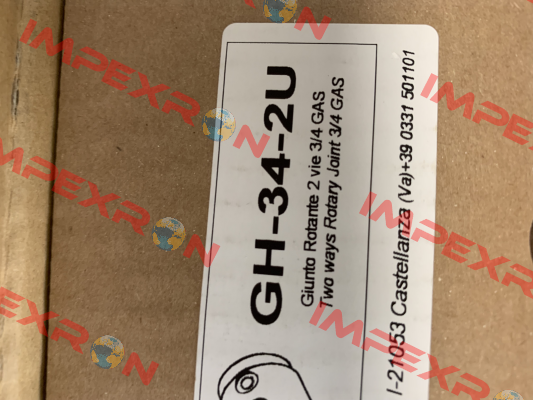 GH-34-2U
Giunto Rotante 2 vie 3/4 GAS
Two ways Rotary Joint 3/4 GAS
I-21053 Castellanza (Va)+39 0331 501101
IMPEXRON
IMPEXRON
IMPEXRON
IMPEXRON
IMPEXRON